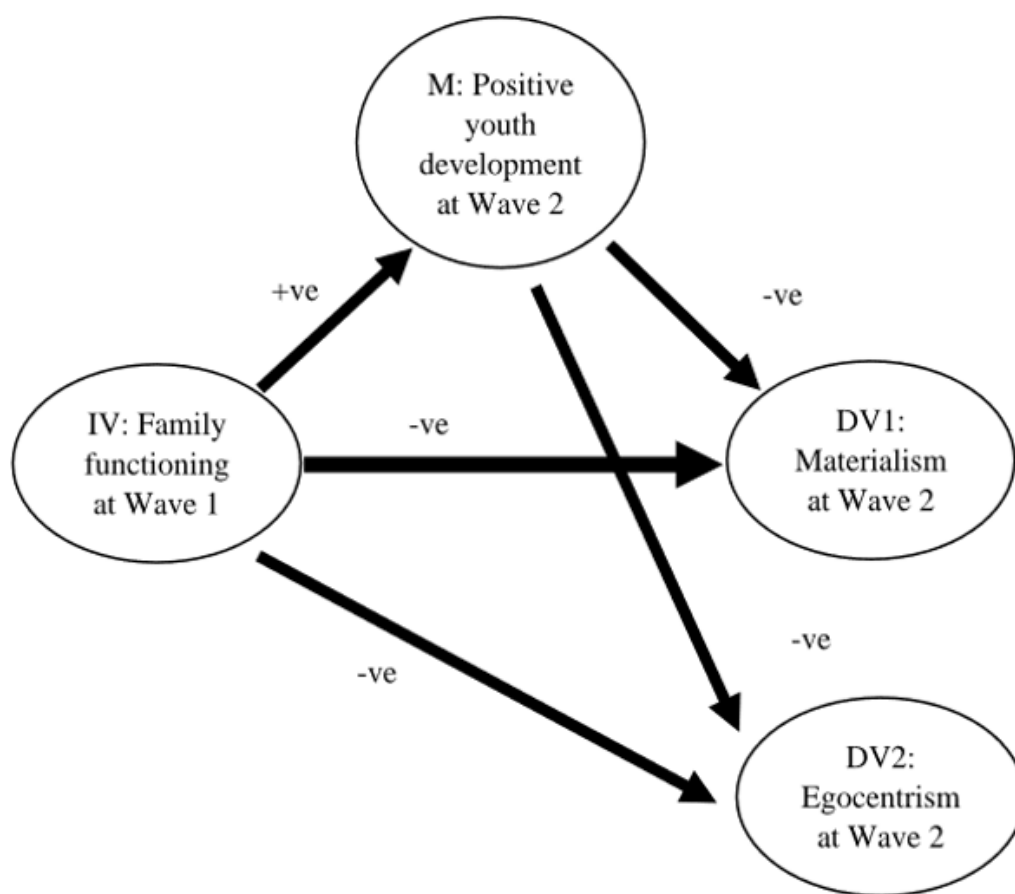 M: Positive
youth
development
at Wave 2
+ve
-ve
IV: Family
functioning
at Wave 1
-ve
DV1:
Materialism
at Wave 2
-ve
-ve
DV2:
Egocentrism
at Wave 2